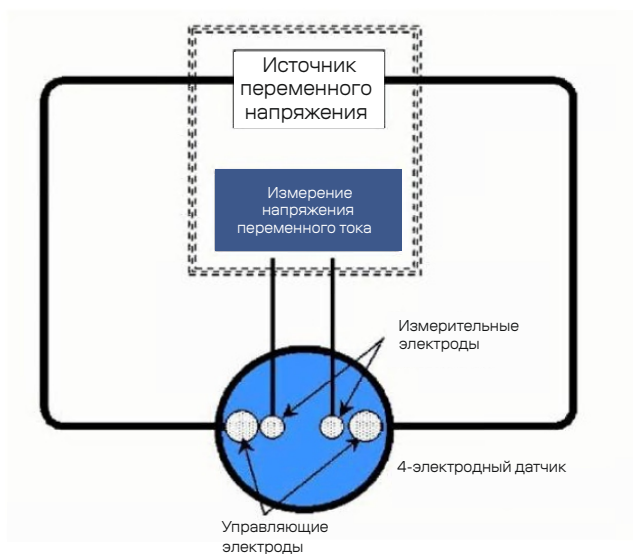 Источник
переменного
напряжения
Измерение
напряжения
переменного тока
Измерительные
электроды
4-электродный датчик
Управляющие
электроды